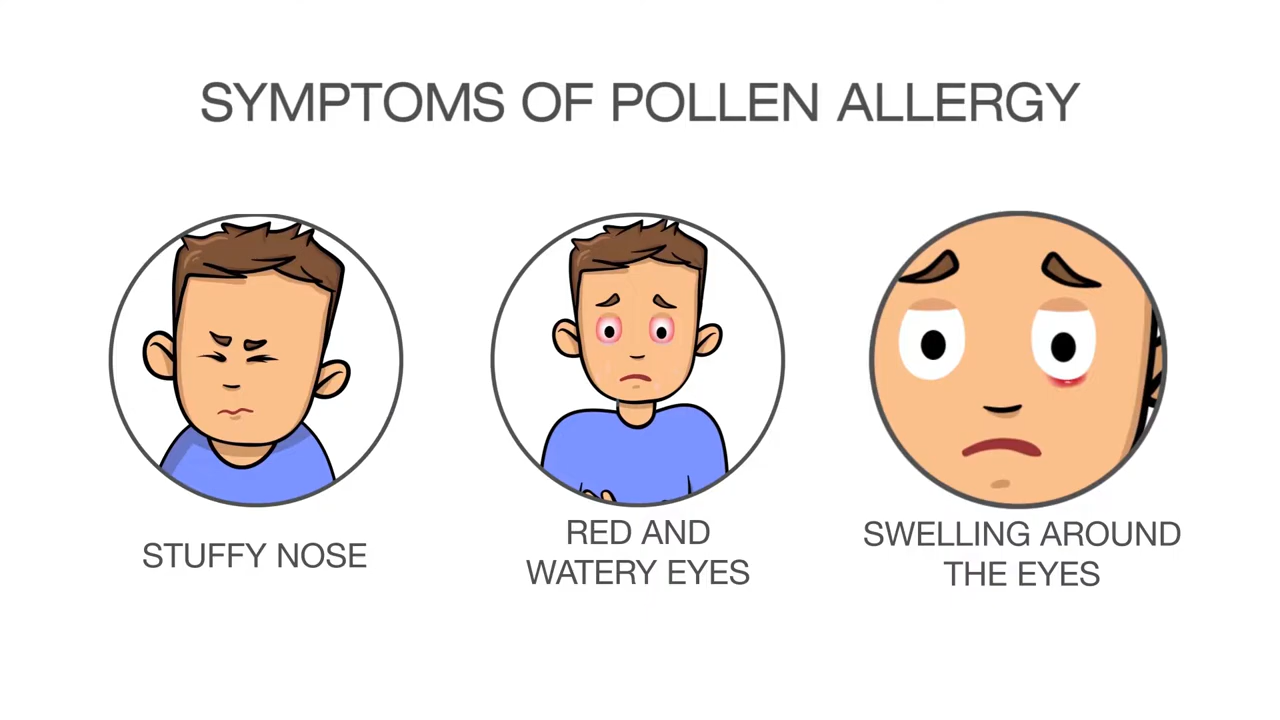 SYMPTOMS OF POLLEN ALLERGY
STUFFY NOSE
RED AND
WATERY EYES
SWELLING AROUND
THE EYES